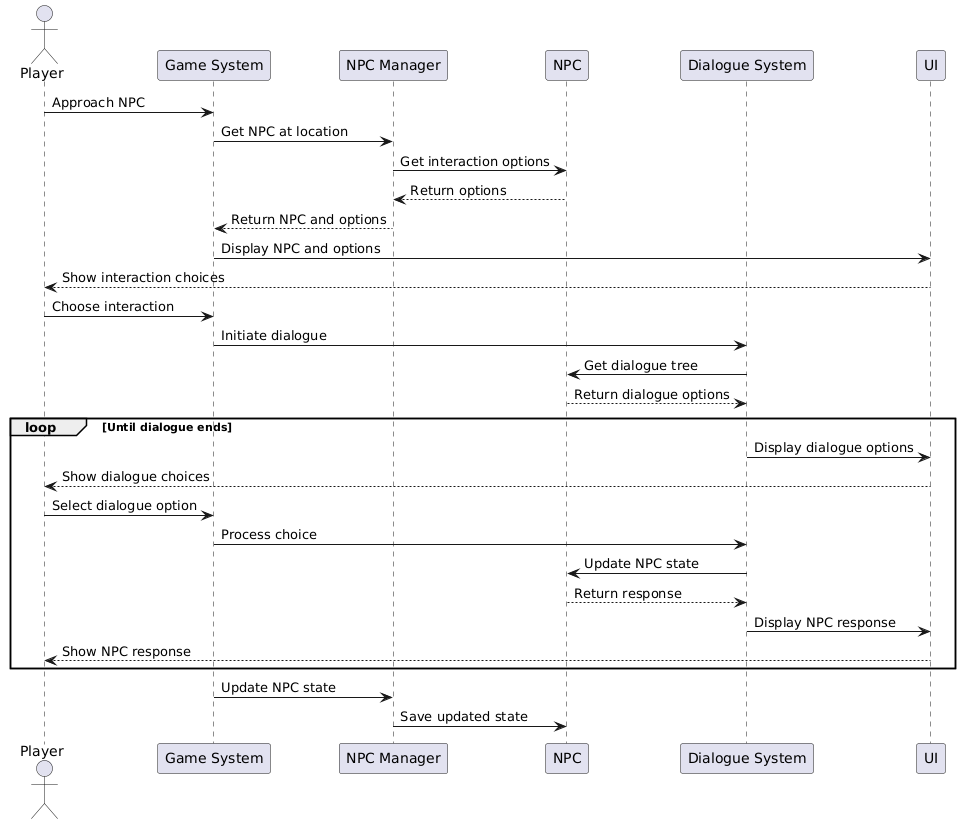 Player
Game System
NPC Manager
NPC
Dialogue System
UI
Approach NPC
Get NPC at location
Get interaction options
Return options
Return NPC and options
Display NPC and options
Show interaction choices
Choose interaction
Initiate dialogue
Get dialogue tree
Return dialogue options
loop
[Until dialogue ends]
Display dialogue options
Show dialogue choices
Select dialogue option
Process choice
Update NPC state
Return response
Display NPC response
Show NPC response
Update NPC state
Save updated state
Player
Game System
NPC Manager
NPC
Dialogue System
UI